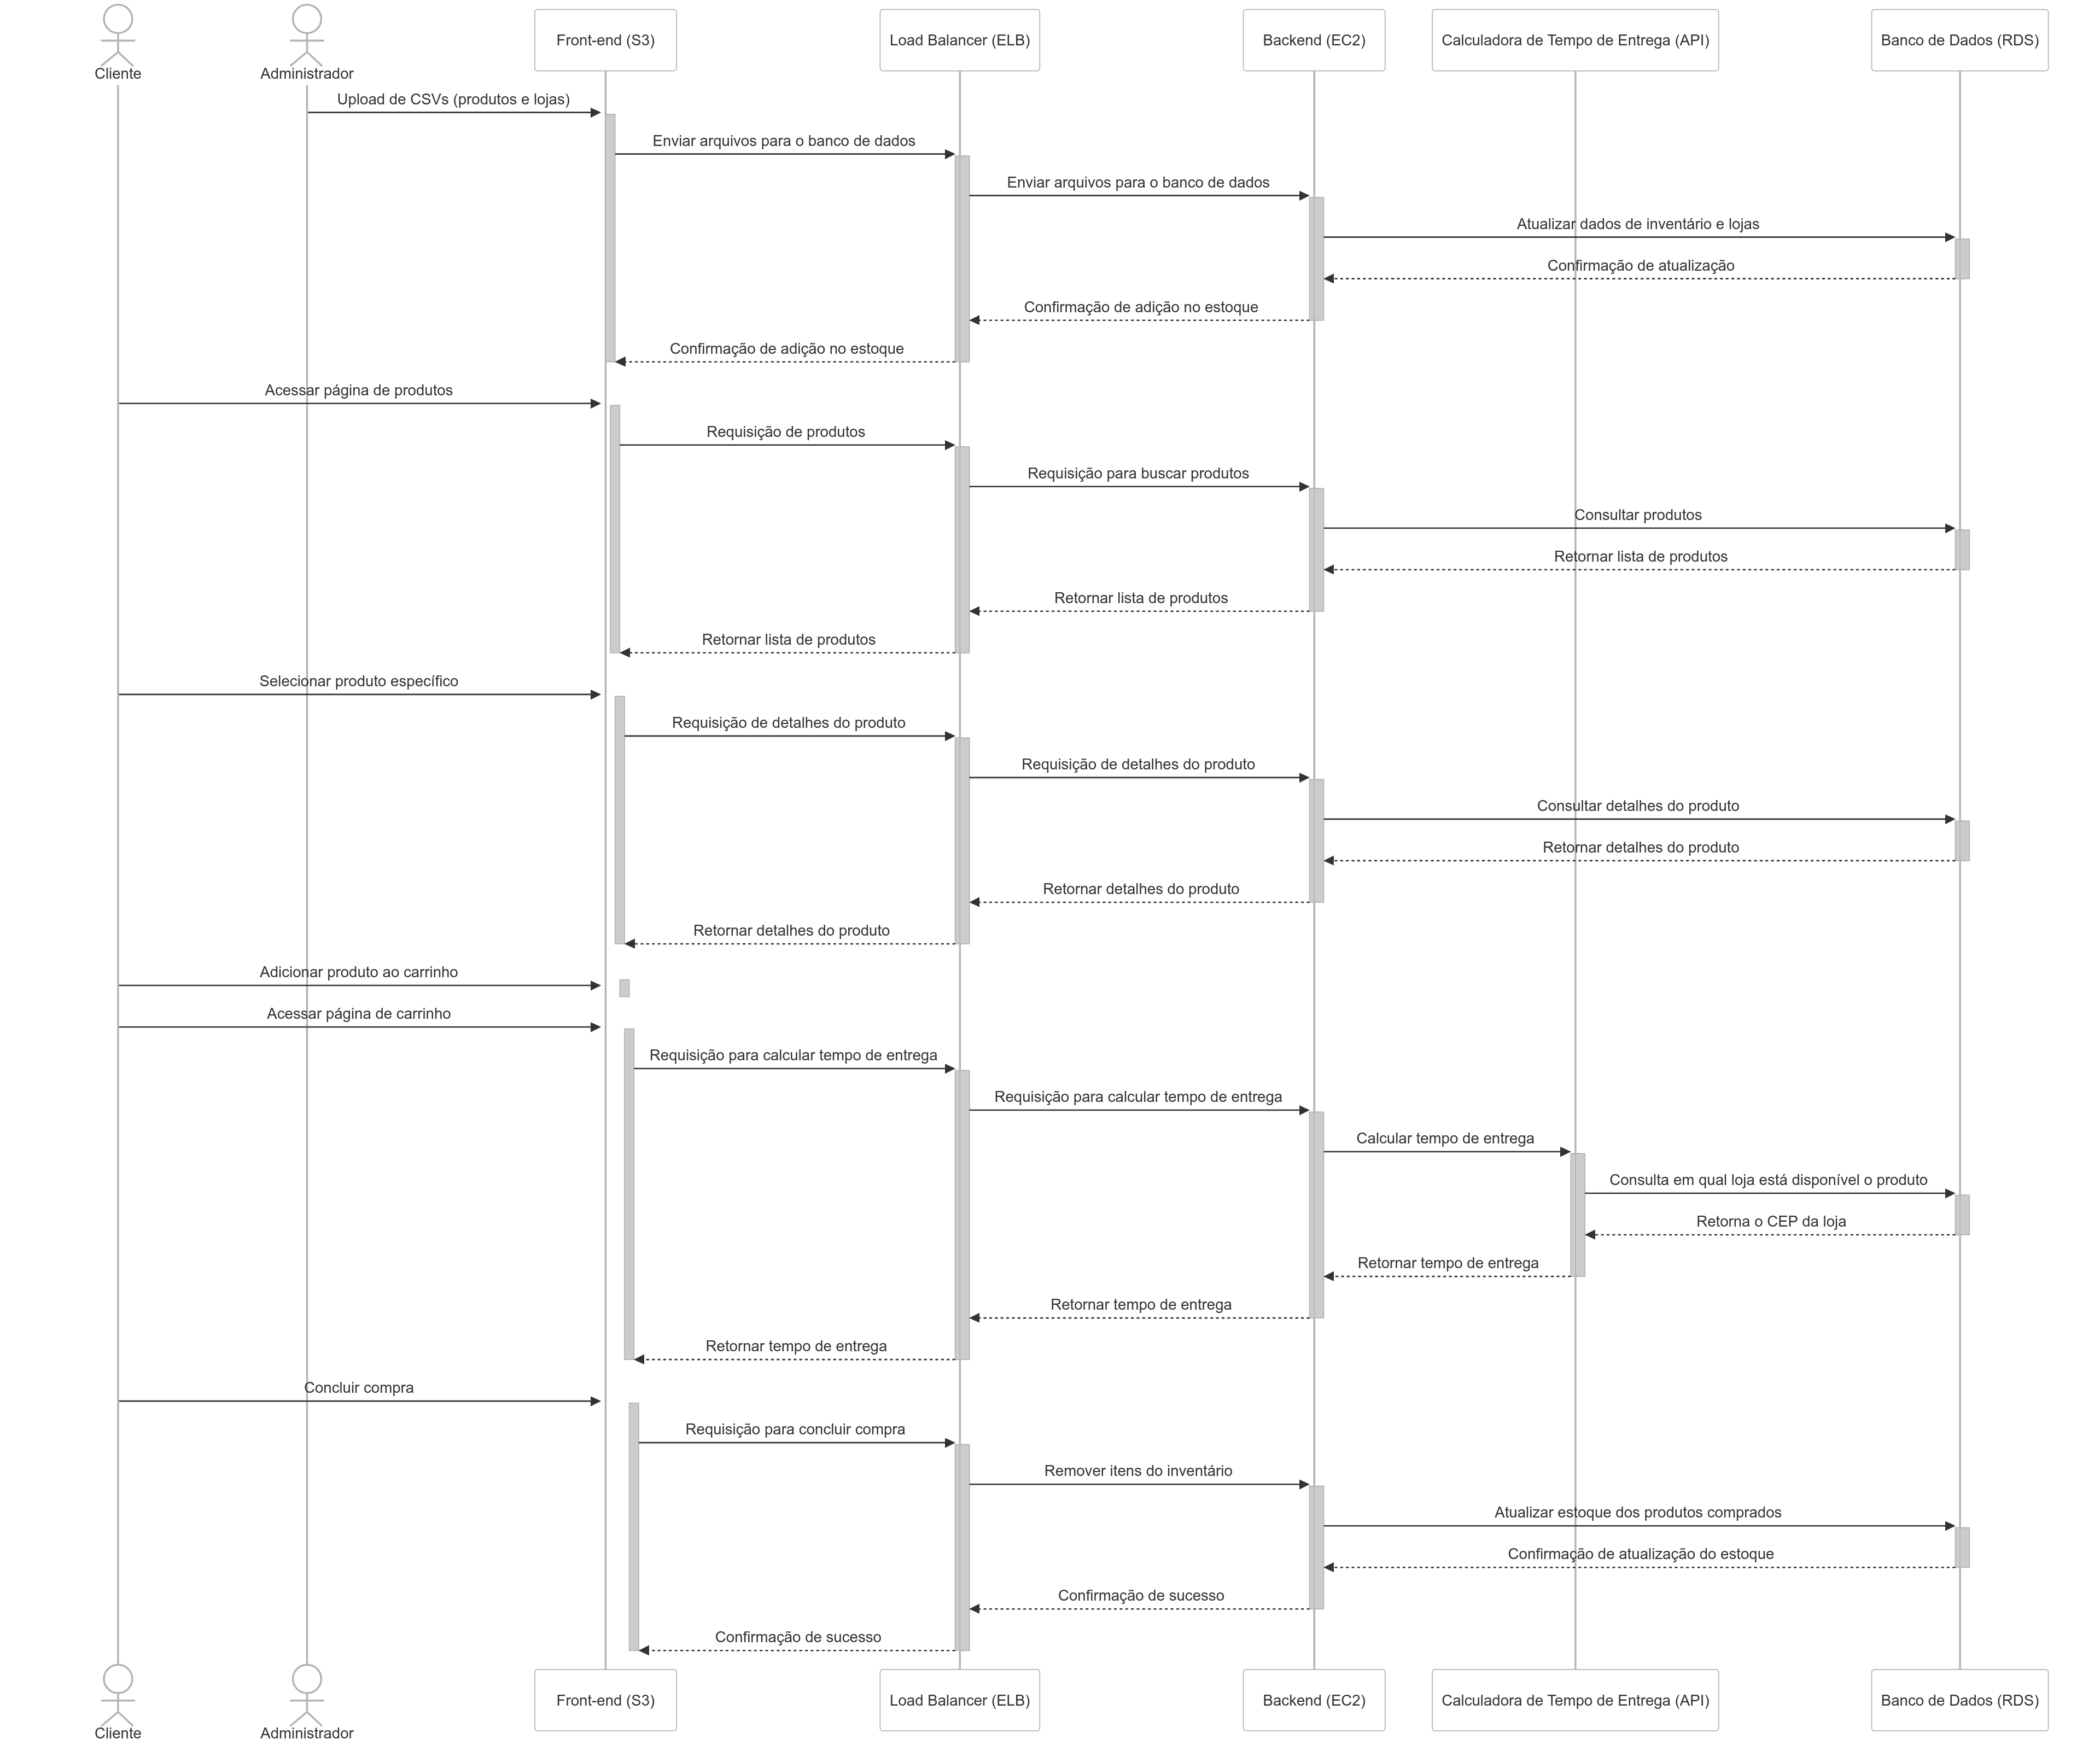 Cliente
Administrador
Front-end (S3)
Load Balancer (ELB)
Backend (EC2)
Calculadora de Tempo de Entrega (API)
Banco de Dados (RDS)
Upload de CSVs (produtos e lojas)
Enviar arquivos para o banco de dados
Enviar arquivos para o banco de dados
Atualizar dados de inventário e lojas
Confirmação de atualização
Confirmação de adição no estoque
Confirmação de adição no estoque
Acessar página de produtos
Requisição de produtos
Requisição para buscar produtos
Consultar produtos
Retornar lista de produtos
Retornar lista de produtos
Retornar lista de produtos
Selecionar produto específico
Requisição de detalhes do produto
Requisição de detalhes do produto
Consultar detalhes do produto
Retornar detalhes do produto
Retornar detalhes do produto
Retornar detalhes do produto
Adicionar produto ao carrinho
Acessar página de carrinho
Requisição para calcular tempo de entrega
Requisição para calcular tempo de entrega
Calcular tempo de entrega
Consulta em qual loja está disponível o produto
Retorna o CEP da loja
Retornar tempo de entrega
Retornar tempo de entrega
Retornar tempo de entrega
Concluir compra
Requisição para concluir compra
Remover itens do inventário
Atualizar estoque dos produtos comprados
Confirmação de atualização do estoque
Confirmação de sucesso
Confirmação de sucesso
Cliente
Administrador
Front-end (S3)
Load Balancer (ELB)
Backend (EC2)
Calculadora de Tempo de Entrega (API)
Banco de Dados (RDS)